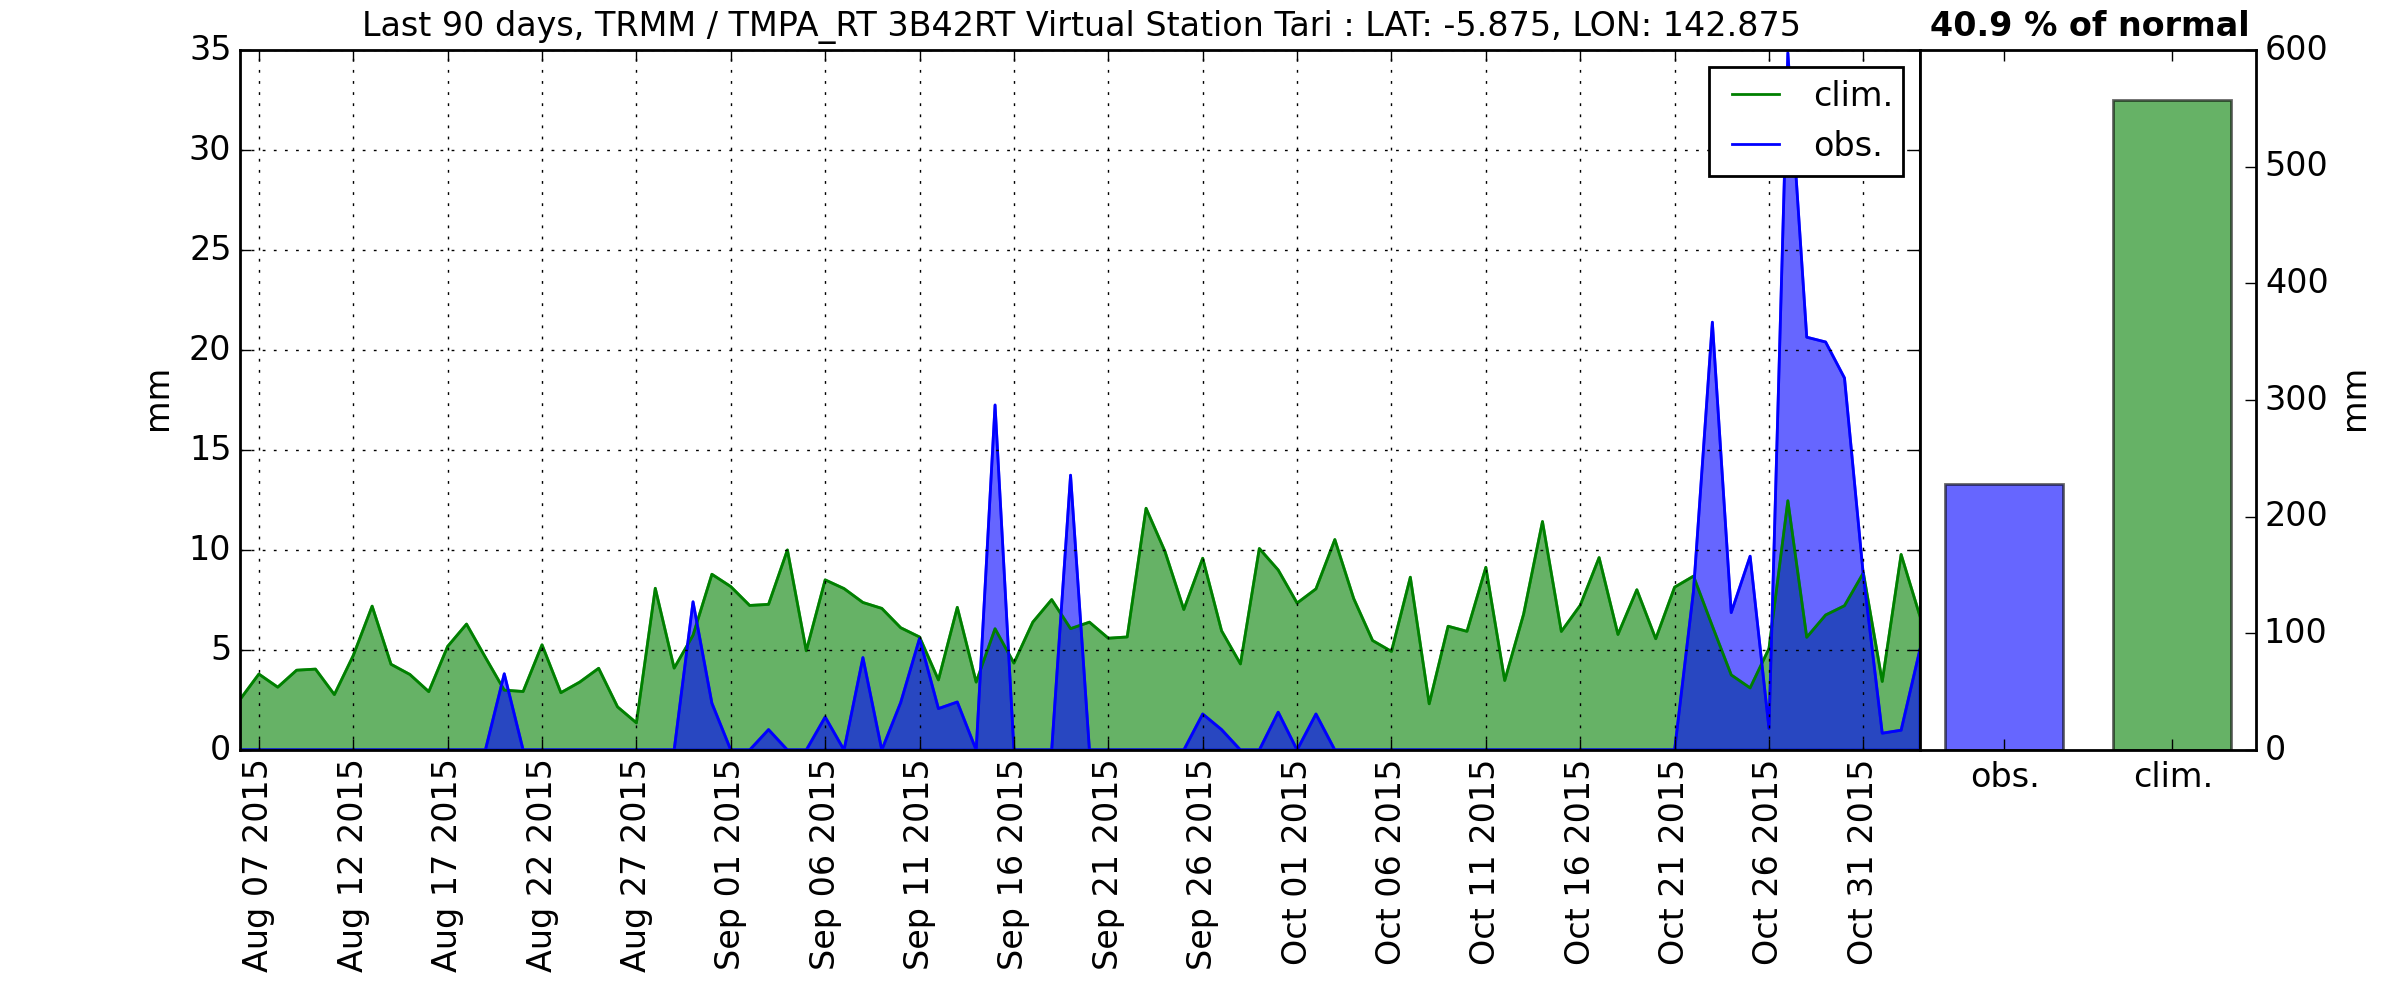 Last 90 days, TRMM / TMPA_RT 3B42RT Virtual Station Tari : LAT: -5.875, LON: 142.875
40.9 % of normal
35
30
25
20
15
10
5
0
mm
clim.
obs.
600
500
400
300
200
100
0
mm
Aug 07 2015
Aug 12 2015
Aug 17 2015
Aug 22 2015
Aug 27 2015
Sep 01 2015
Sep 06 2015
Sep 11 2015
Sep 16 2015
Sep 21 2015
Sep 26 2015
Oct 01 2015
Oct 06 2015
Oct 11 2015
Oct 16 2015
Oct 21 2015
Oct 26 2015
Oct 31 2015
obs.
clim.